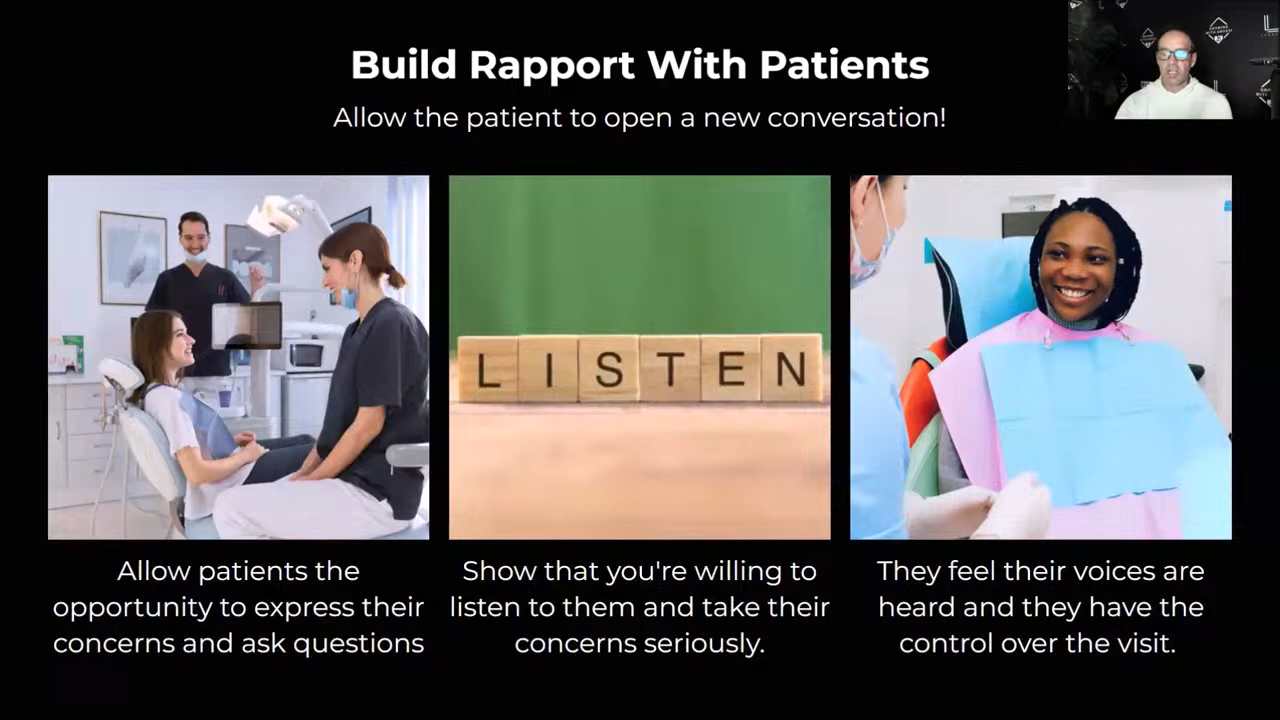 Build Rapport With Patients
Allow the patient to open a new conversation!
LISTEN
Allow patients the
opportunity to express their
concerns and ask questions
Show that you're willing to
listen to them and take their
concerns seriously.
They feel their voices are
heard and they have the
control over the visit.